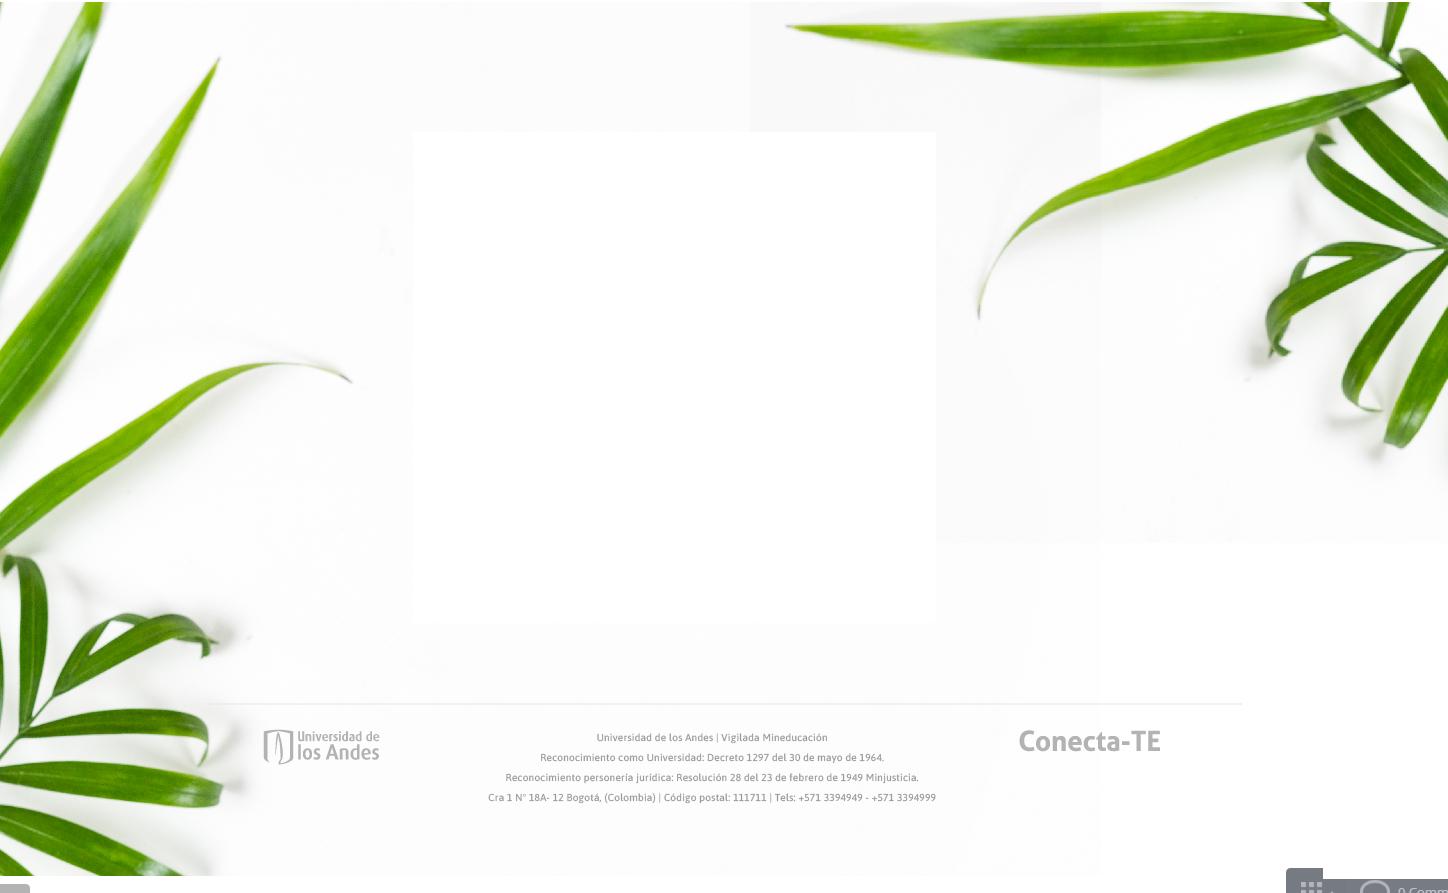 Universidad de
los Andes
Universidad de los Andes | Vigilada Mineducación
Reconocimiento como Universidad: Decreto 1297 del 30 de mayo de 1964.
Reconocimiento personería jurídica: Resolución 28 del 23 de febrero de 1949 Minjusticia.
Cra 1 Nº 18A- 12 Bogotá, (Colombia) | Código postal: 111711 | Tels: +571 3394949 - +571 3394999
Conecta-TE
0 Comm